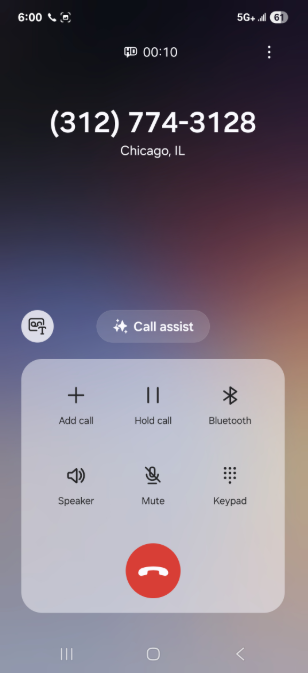 6:00 5G+ 61
HD 00:10
(312) 774-3128
Chicago, IL
T Call assist
Add call Hold call Bluetooth
Speaker Mute Keypad